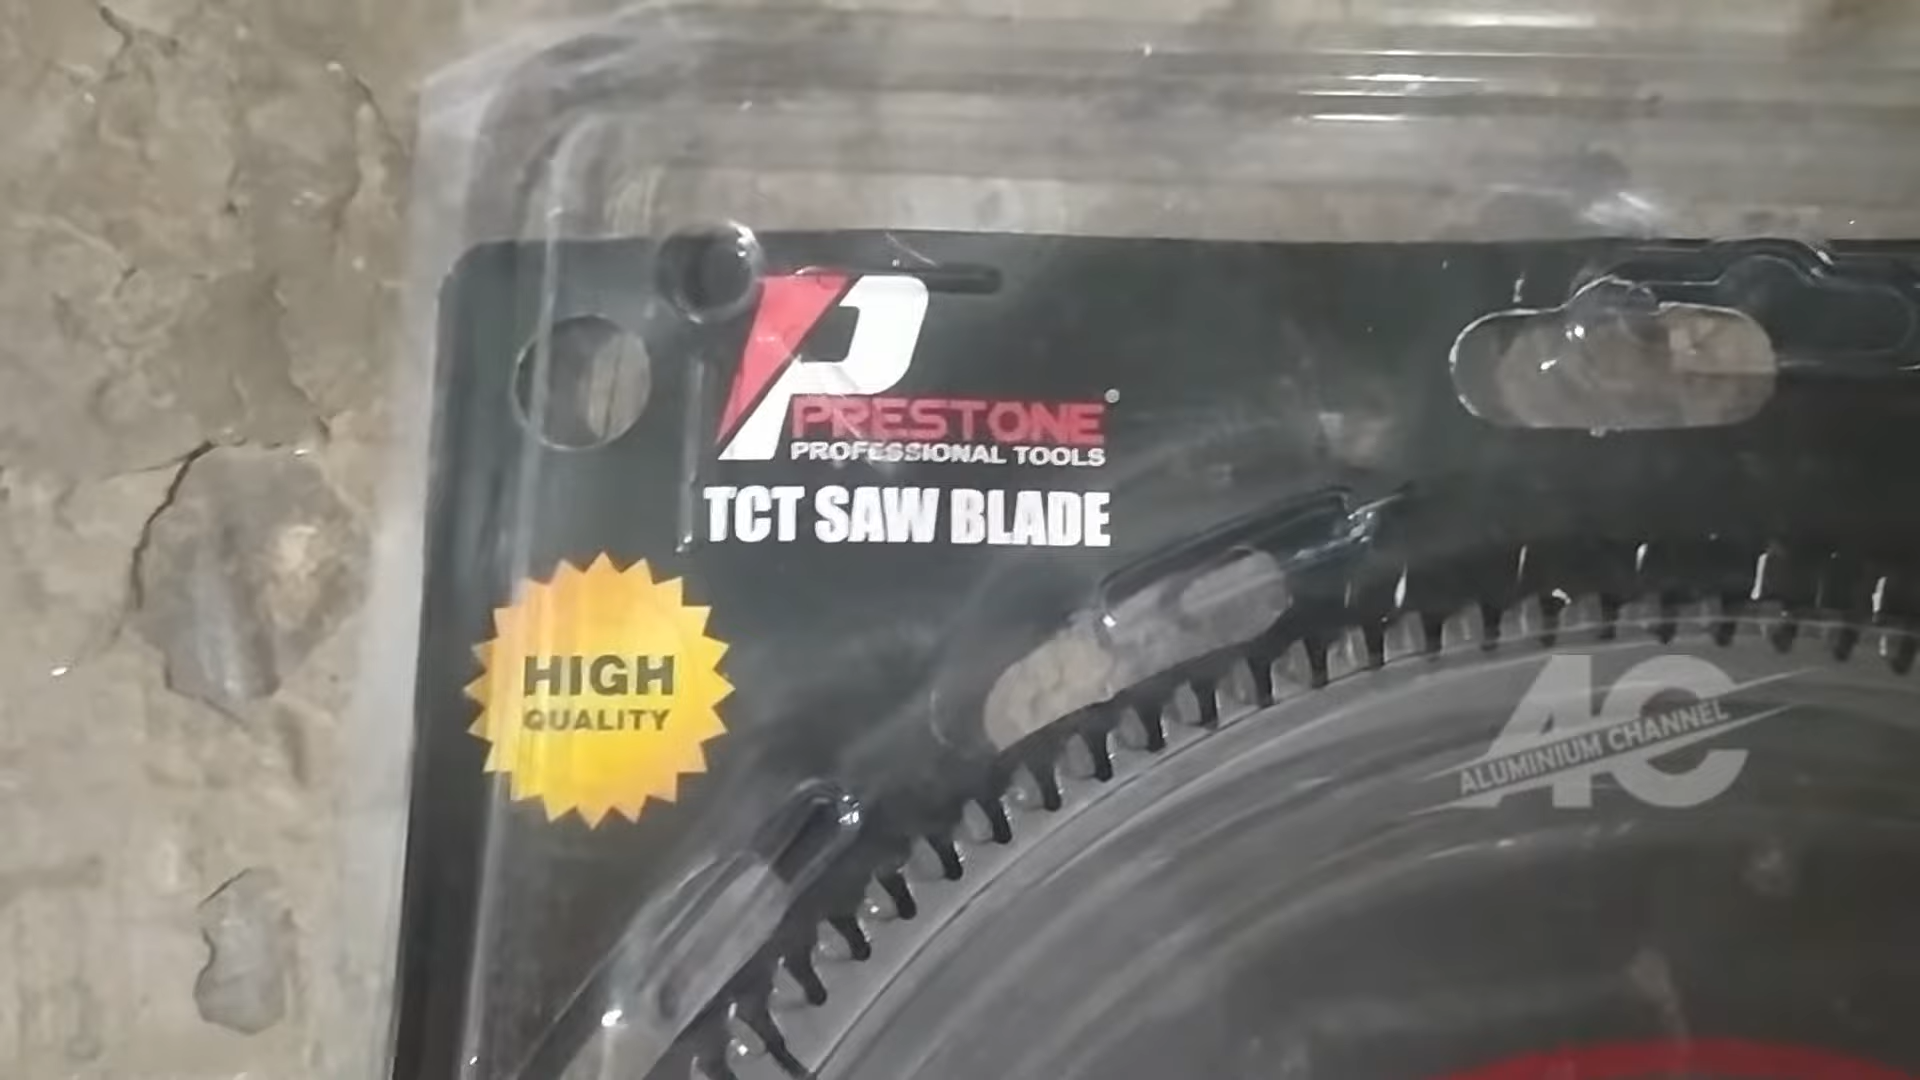 PRESTONE®
PROFESSIONAL TOOLS
TCT SAW BLADE
HIGH
QUALITY
AC
ALUMINIUM CHANNEL